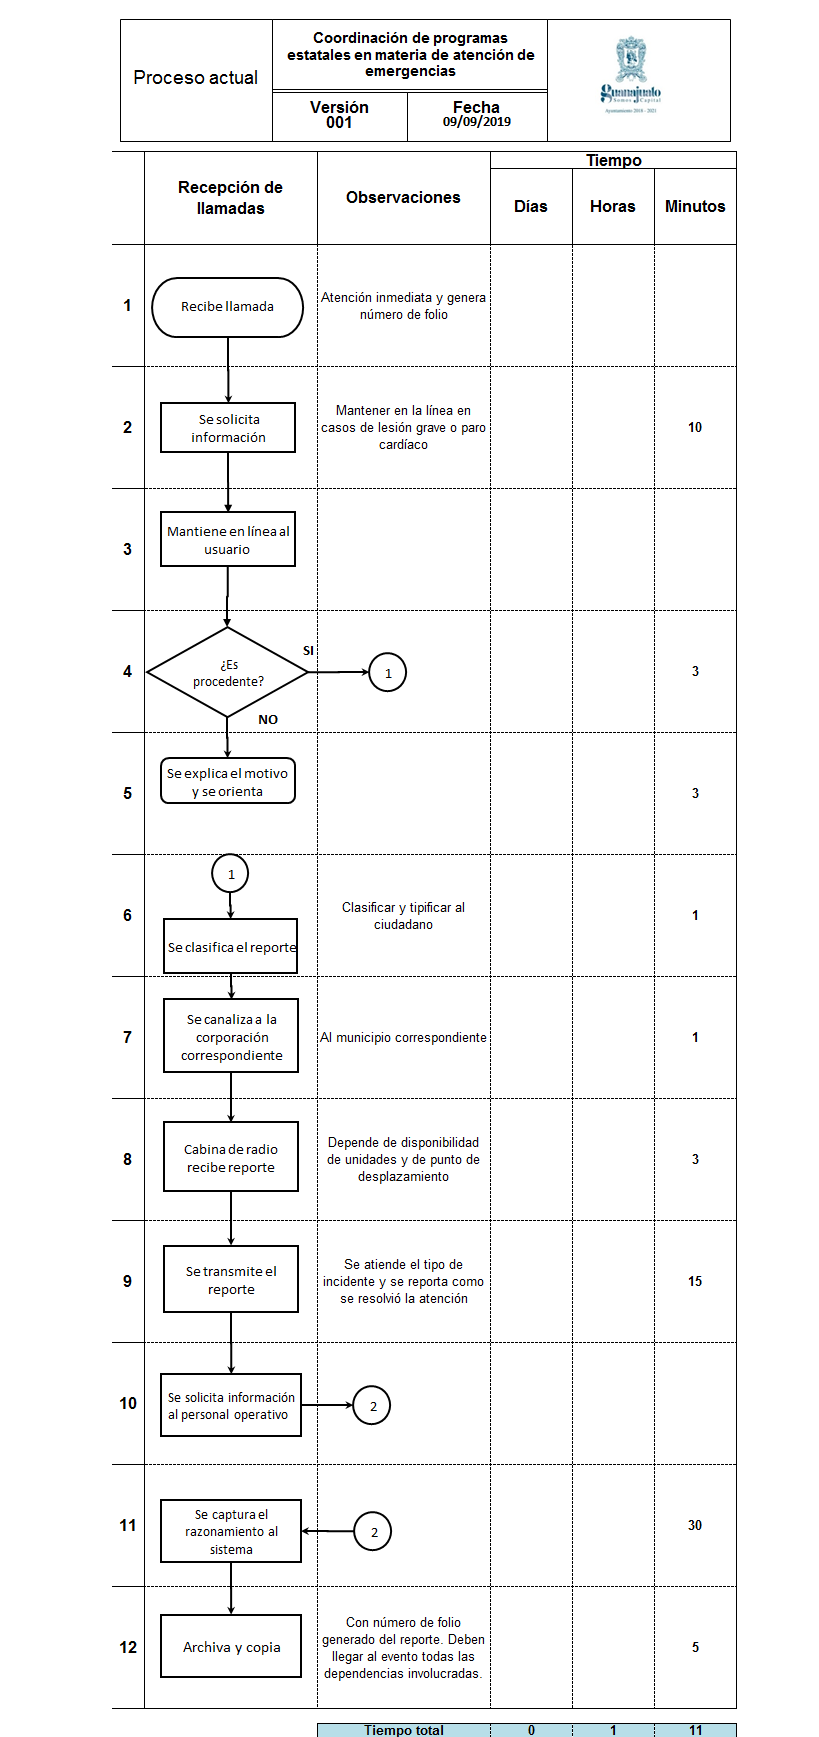 Proceso actual
Coordinación de programas
estatales en materia de atención de
emergencias
Versión
001
Fecha
09/09/2019
Guanajuato
Somos Capital
Ayuntamiento 2018 - 2021
Recepción de
llamadas
Observaciones
Tiempo
Días
Horas
Minutos
1
Recibe llamada
Atención inmediata y genera
número de folio
2
Se solicita
información
Mantener en la línea en
casos de lesión grave o paro
cardíaco
10
3
Mantiene en línea al
usuario
4
¿Es
procedente?
SI
1
NO
3
5
Se explica el motivo
y se orienta
3
1
6
Se clasifica el reporte
Clasificar y tipificar al
ciudadano
1
7
Se canaliza a la
corporación
correspondiente
Al municipio correspondiente
1
8
Cabina de radio
recibe reporte
Depende de disponibilidad
de unidades y de punto de
desplazamiento
3
9
Se transmite el
reporte
Se atiende el tipo de
incidente y se reporta como
se resolvió la atención
15
10
Se solicita información
al personal operativo
2
11
Se captura el
razonamiento al
sistema
2
30
12
Archiva y copia
Con número de folio
generado del reporte. Deben
llegar al evento todas las
dependencias involucradas.
5
Tiempo total
0
1
11